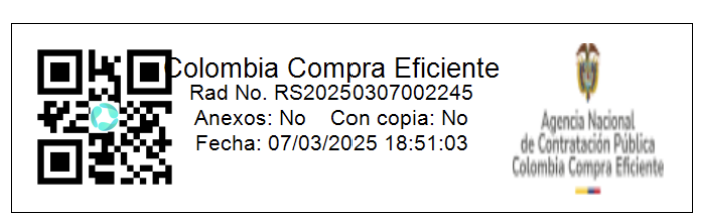 Colombia Compra Eficiente
Rad No. RS20250307002245
Anexos: No Con copia: No
Fecha: 07/03/2025 18:51:03
Agencia Nacional
de Contratación Pública
Colombia Compra Eficiente